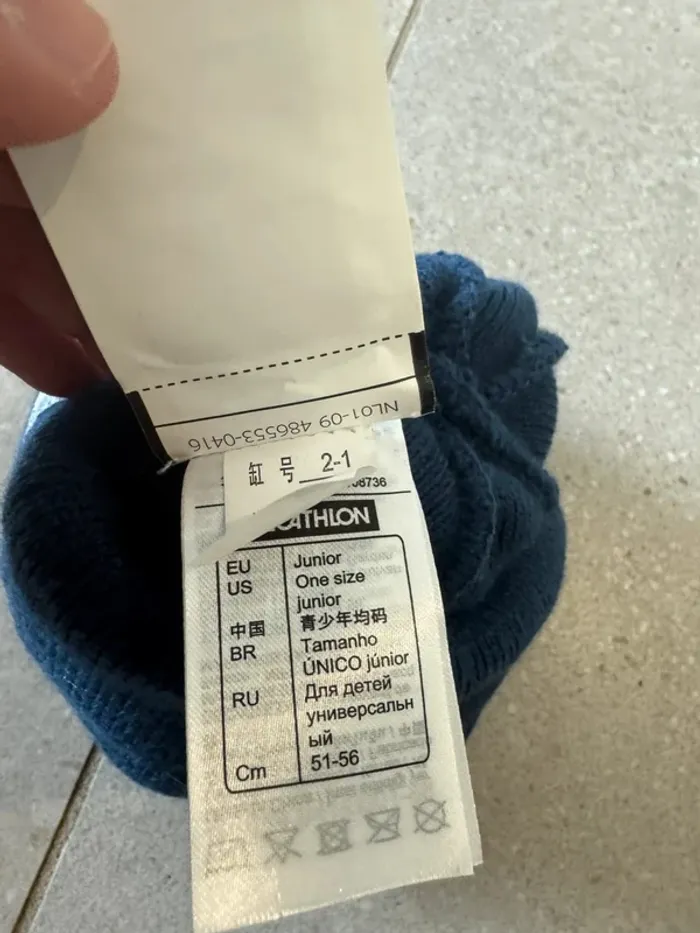 NL01-09 486553-0416
缸 号 2-1
08736
CATHLON
EU Junior
US One size
junior
中国 青少年均码
BR Tamanho
ÚNICO júnior
RU Для детей
универсальн
ый
Cm 51-56